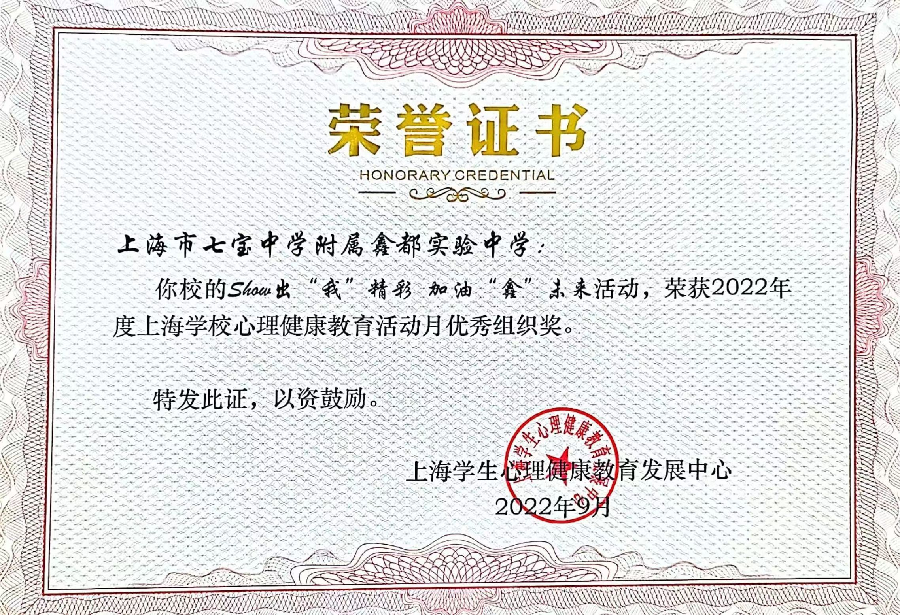 荣誉证书
HONORARY CREDENTIAL
上海市七宝中学附属鑫都实验中学：
你校的Show出“我”精彩 加油“鑫”未来活动，荣获2022年
度上海学校心理健康教育活动月优秀组织奖。
特发此证，以资鼓励。
上海学生心理健康教育发展中心
上海学生心理健康教育发展中心
2022年9月